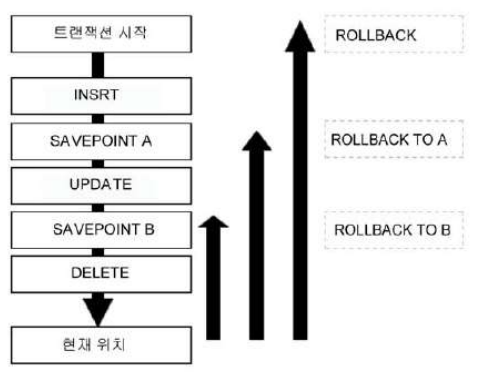 트랜잭션 시작
ROLLBACK
INSRT
SAVEPOINT A
ROLLBACK TO A
UPDATE
SAVEPOINT B
ROLLBACK TO B
DELETE
현재 위치